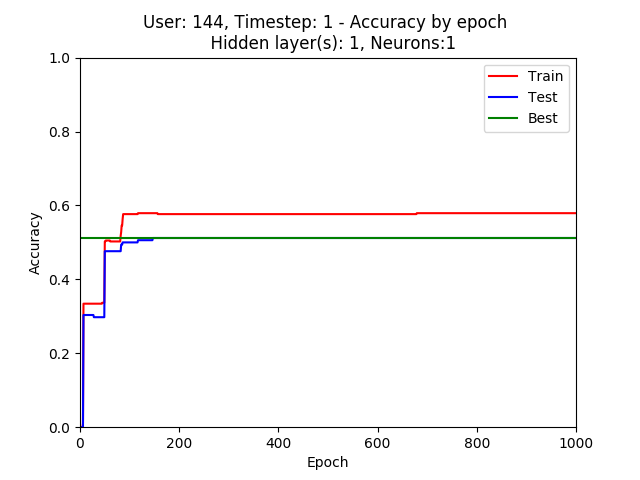 User: 144, Timestep: 1 - Accuracy by epoch
Hidden layer(s): 1, Neurons:1
Train
Test
Best
Accuracy
1.0
0.8
0.6
0.4
0.2
0.0
0 200 400 600 800 1000
Epoch